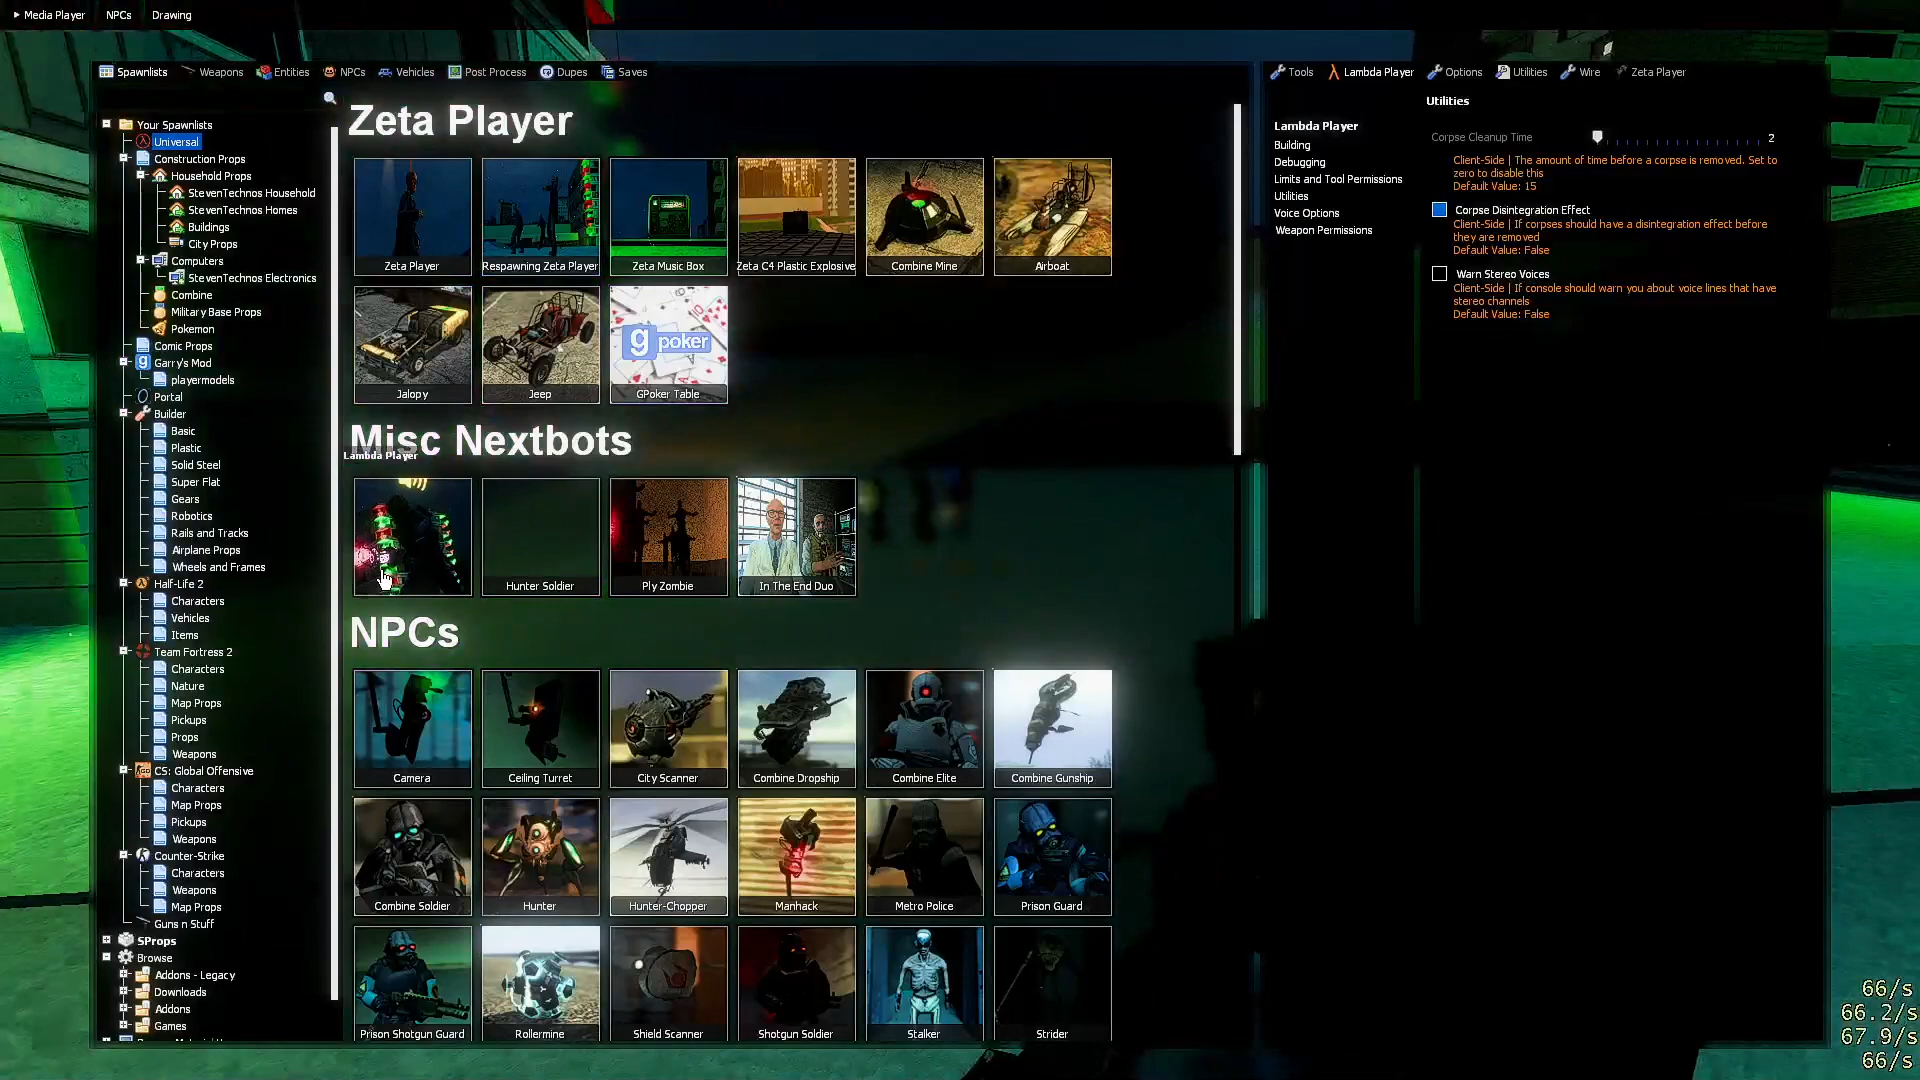 Media Player NPCs Drawing
Spawnlists Weapons Entities NPCs Vehicles Post Process Dupes Saves
Your Spawnlists
Universal
Construction Props
Household Props
StevenTechnos Household
StevenTechnos Homes
Buildings
City Props
Computers
StevenTechnos Electronics
Combine
Military Base Props
Pokemon
Comic Props
Garry's Mod
playermodels
Portal
Builder
Basic
Plastic
Solid Steel
Super Flat
Gears
Robotics
Rails and Tracks
Airplane Props
Wheels and Frames
Half-Life 2
Characters
Vehicles
Items
Team Fortress 2
Characters
Nature
Map Props
Pickups
Props
Weapons
CS: Global Offensive
Characters
Map Props
Pickups
Weapons
Counter-Strike
Characters
Weapons
Map Props
Guns n Stuff
SProps
Browse
Addons - Legacy
Downloads
Addons
Games
Zeta Player
Zeta Player Respawning Zeta Player Zeta Music Box Zeta C4 Plastic Explosive Combine Mine Airboat
g poker
Jalopy Jeep GPoker Table
Misc Nextbots
Lambda Player
Hunter Soldier Ply Zombie In The End Duo
NPCs
Camera Ceiling Turret City Scanner Combine Dropship Combine Elite Combine Gunship
Combine Soldier Hunter Hunter-Chopper Manhack Metro Police Prison Guard
Prison Shotgun Guard Rollermine Shield Scanner Shotgun Soldier Stalker Strider
Tools Lambda Player Options Utilities Wire Zeta Player
Lambda Player
Building
Debugging
Limits and Tool Permissions
Utilities
Voice Options
Weapon Permissions
Utilities
Corpse Cleanup Time 2
Client-Side | The amount of time before a corpse is removed. Set to
zero to disable this
Default Value: 15
Corpse Disintegration Effect
Client-Side | If corpses should have a disintegration effect before
they are removed
Default Value: False
Warn Stereo Voices
Client-Side | If console should warn you about voice lines that have
stereo channels
Default Value: False
66/s
66.2/s
67.9/s
66/s